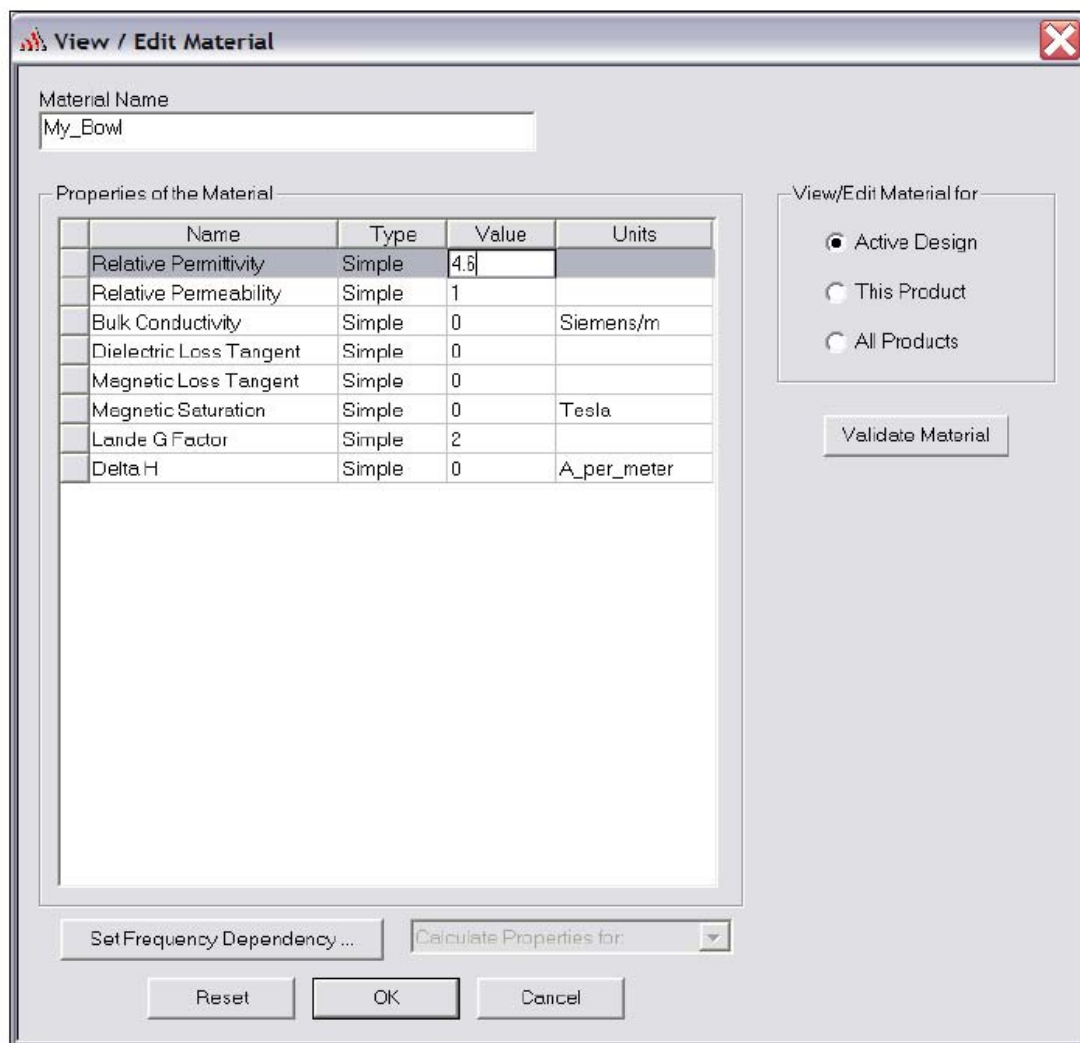 View / Edit Material
Material Name
My_Bowl
Properties of the Material
Name Type Value Units
Relative Permittivity Simple 4.6
Relative Permeability Simple 1
Bulk Conductivity Simple 0 Siemens/m
Dielectric Loss Tangent Simple 0
Magnetic Loss Tangent Simple 0
Magnetic Saturation Simple 0 Tesla
Lande G Factor Simple 2
Delta H Simple 0 A_per_meter
View/Edit Material for
Active Design
This Product
All Products
Validate Material
Set Frequency Dependency ...
Calculate Properties for:
Reset OK Cancel